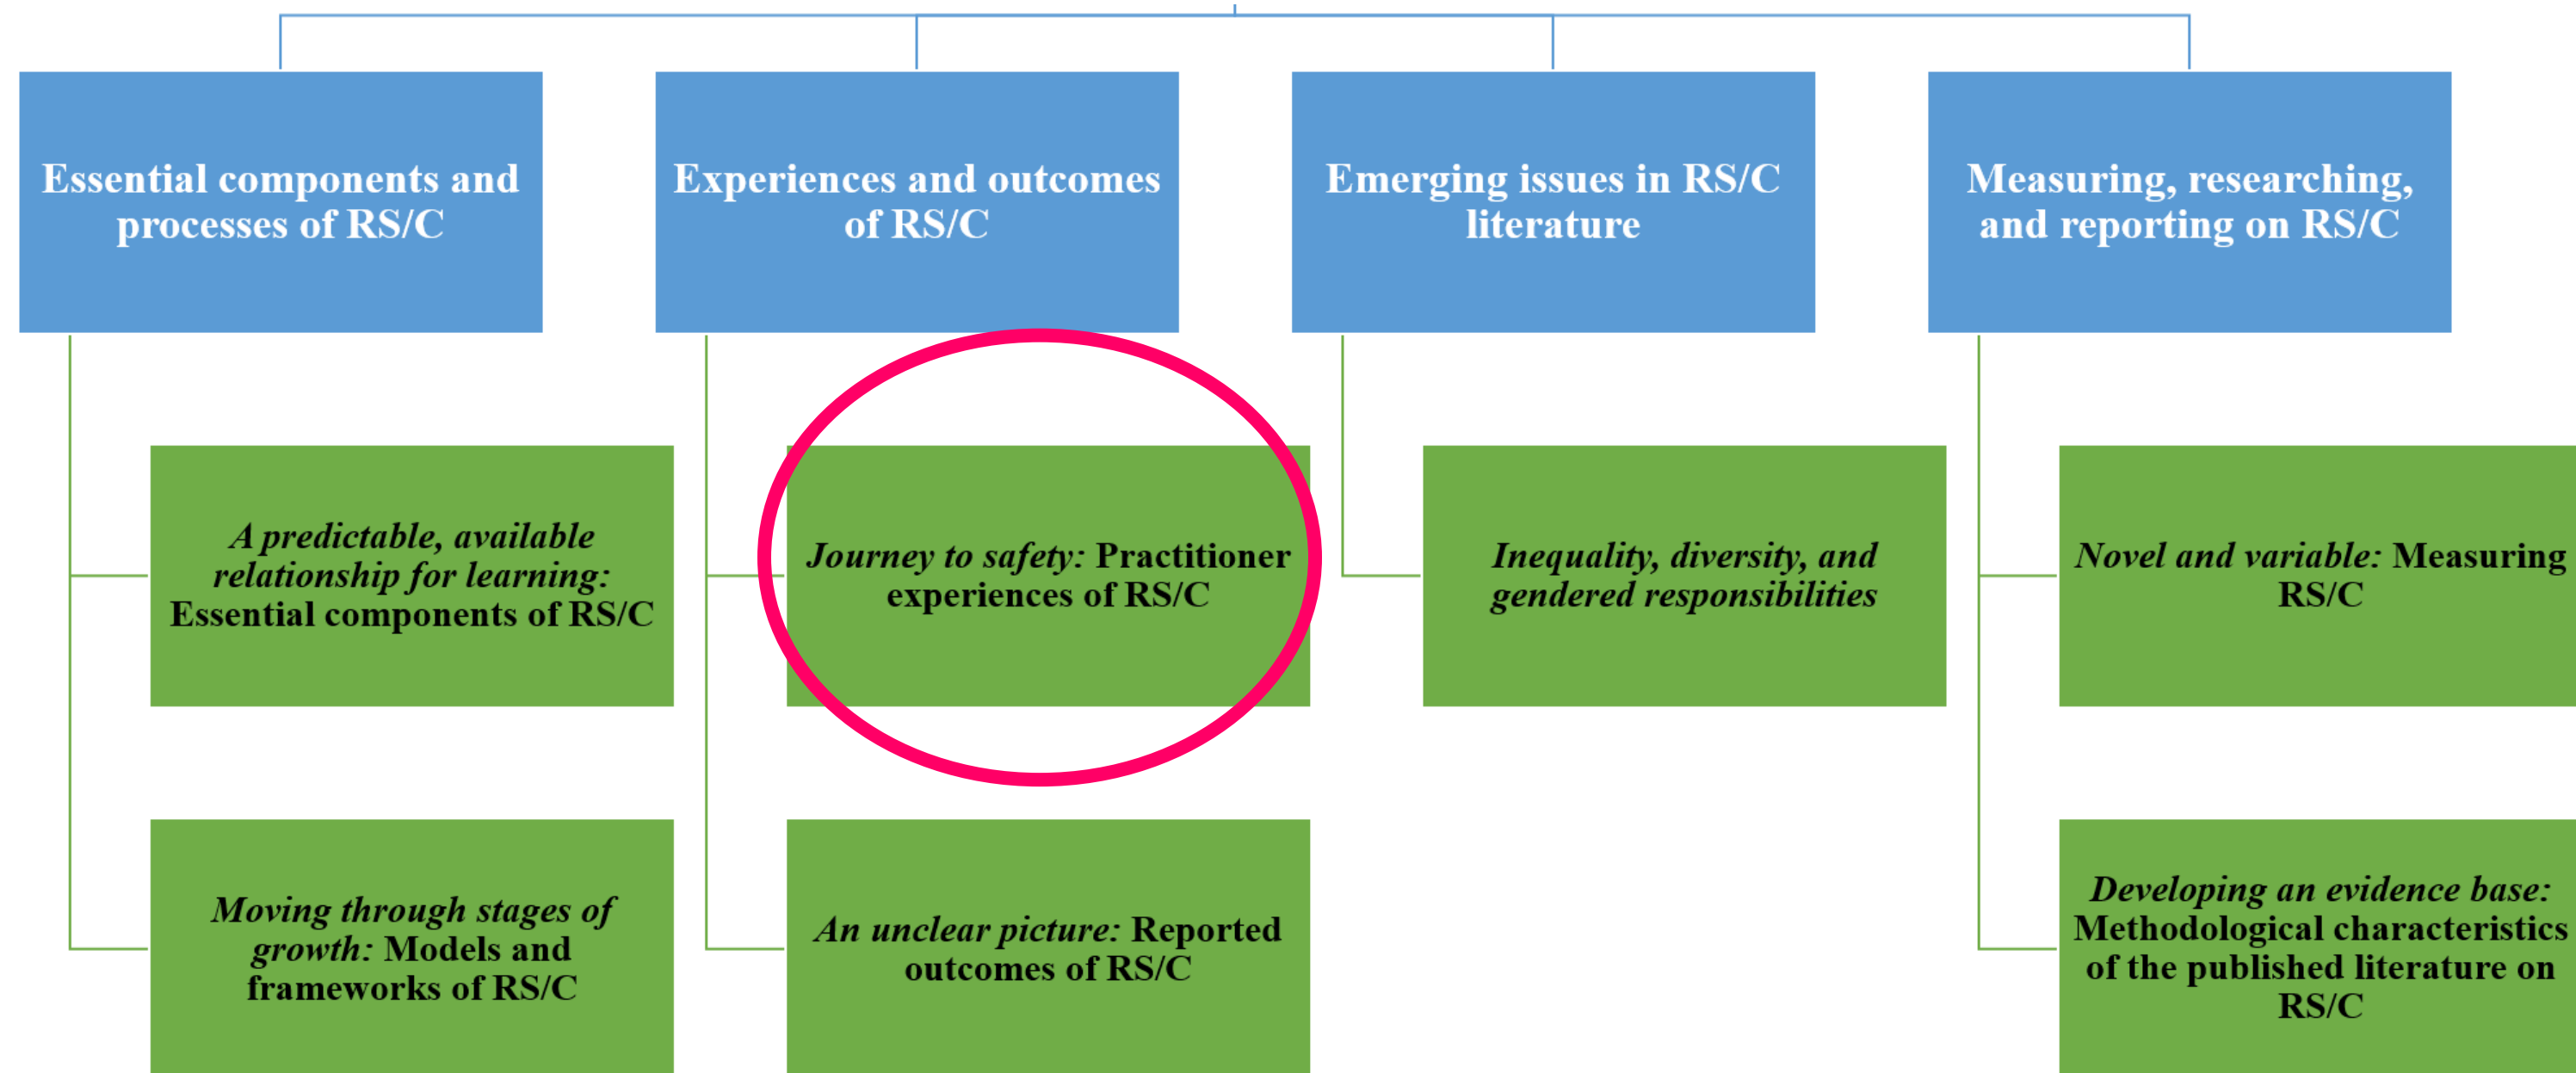 Essential components and
processes of RS/C
Experiences and outcomes
of RS/C
Emerging issues in RS/C
literature
Measuring, researching,
and reporting on RS/C
A predictable, available
relationship for learning:
Essential components of RS/C
Journey to safety: Practitioner
experiences of RS/C
Inequality, diversity, and
gendered responsibilities
Novel and variable: Measuring
RS/C
Moving through stages of
growth: Models and
frameworks of RS/C
An unclear picture: Reported
outcomes of RS/C
Developing an evidence base:
Methodological characteristics
of the published literature on
RS/C